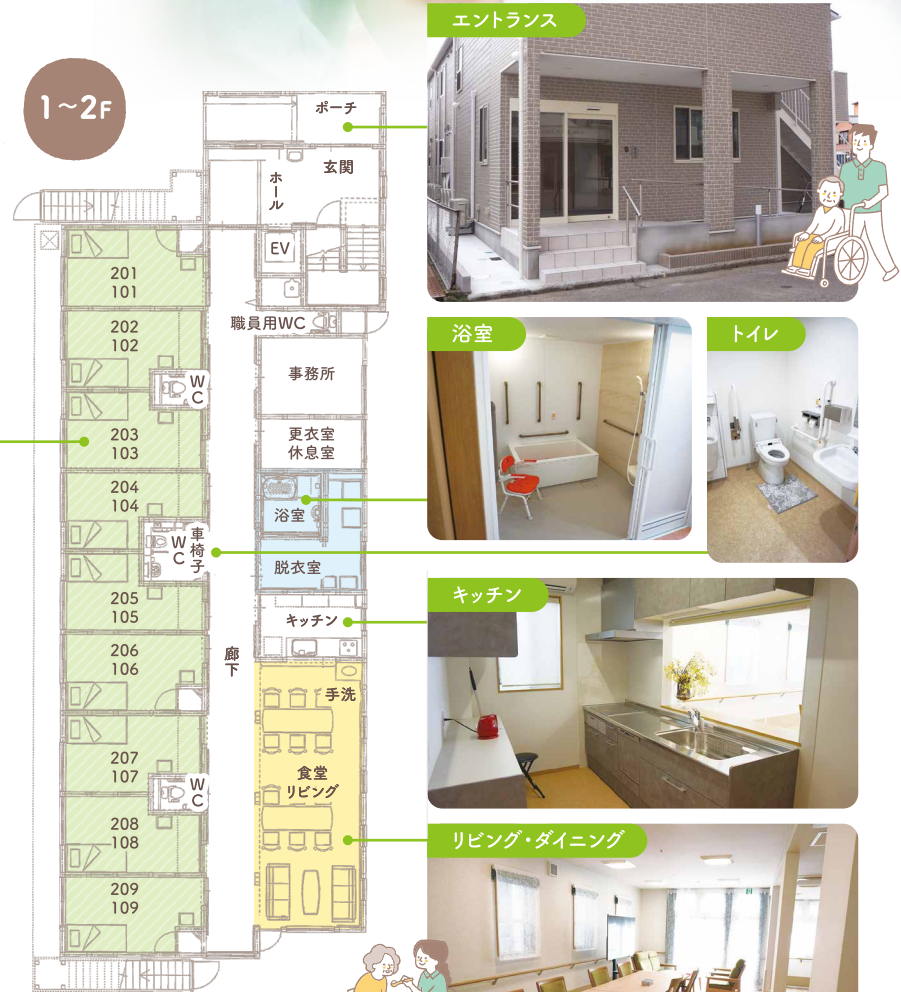 エントランス
1〜2F
ポーチ
玄関
ホール
EV
201
101
職員用WC
202
102
浴室
トイレ
事務所
WC
203
103
更衣室
休息室
204
104
浴室
車椅子
WC
脱衣室
キッチン
205
105
キッチン
廊下
206
106
手洗
207
107
食堂
リビング
WC
208
108
リビング・ダイニング
209
109